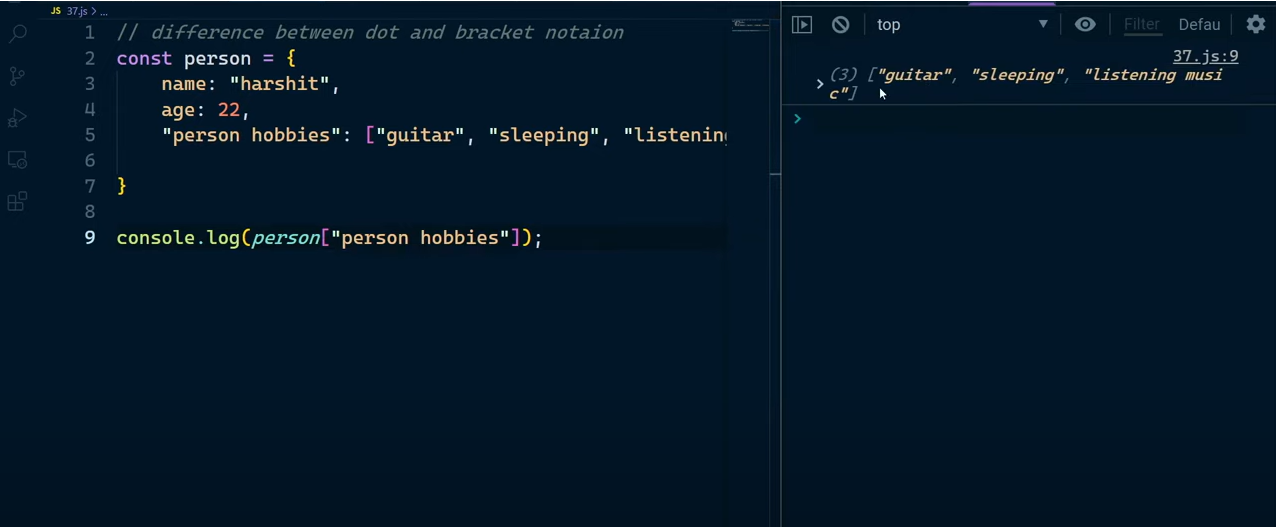 JS 37.js > ...
1 // difference between dot and bracket notaion
2 const person = {
3 name: "harshit",
4 age: 22,
5 "person hobbies": ["guitar", "sleeping", "listening
6
7 }
8
9 console.log(person["person hobbies"]);
top
Filter
Defau
37.js:9
(3) ["guitar", "sleeping", "listening musi
c"]